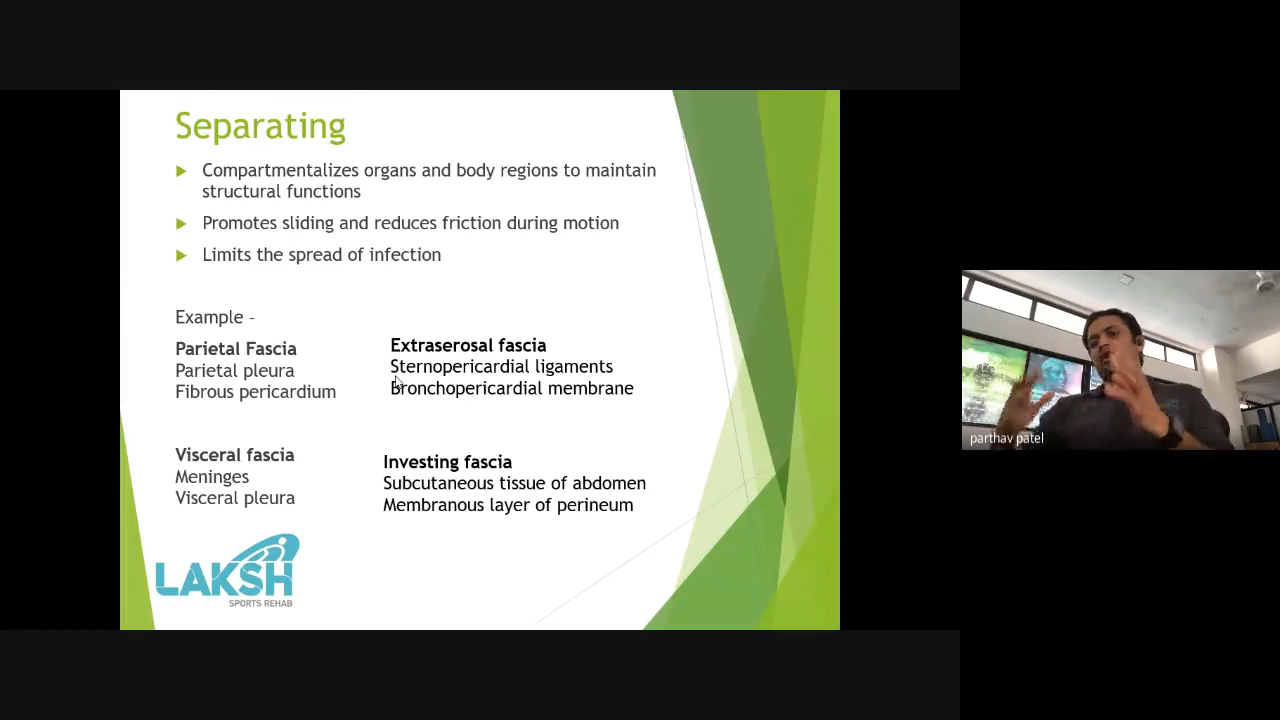 Separating
Compartmentalizes organs and body regions to maintain
structural functions
Promotes sliding and reduces friction during motion
Limits the spread of infection
Example -
Parietal Fascia
Parietal pleura
Fibrous pericardium
Extraserosal fascia
Sternopericardial ligaments
Bronchopericardial membrane
Visceral fascia
Meninges
Visceral pleura
Investing fascia
Subcutaneous tissue of abdomen
Membranous layer of perineum
LAKSH
SPORTS REHAB
parthav patel